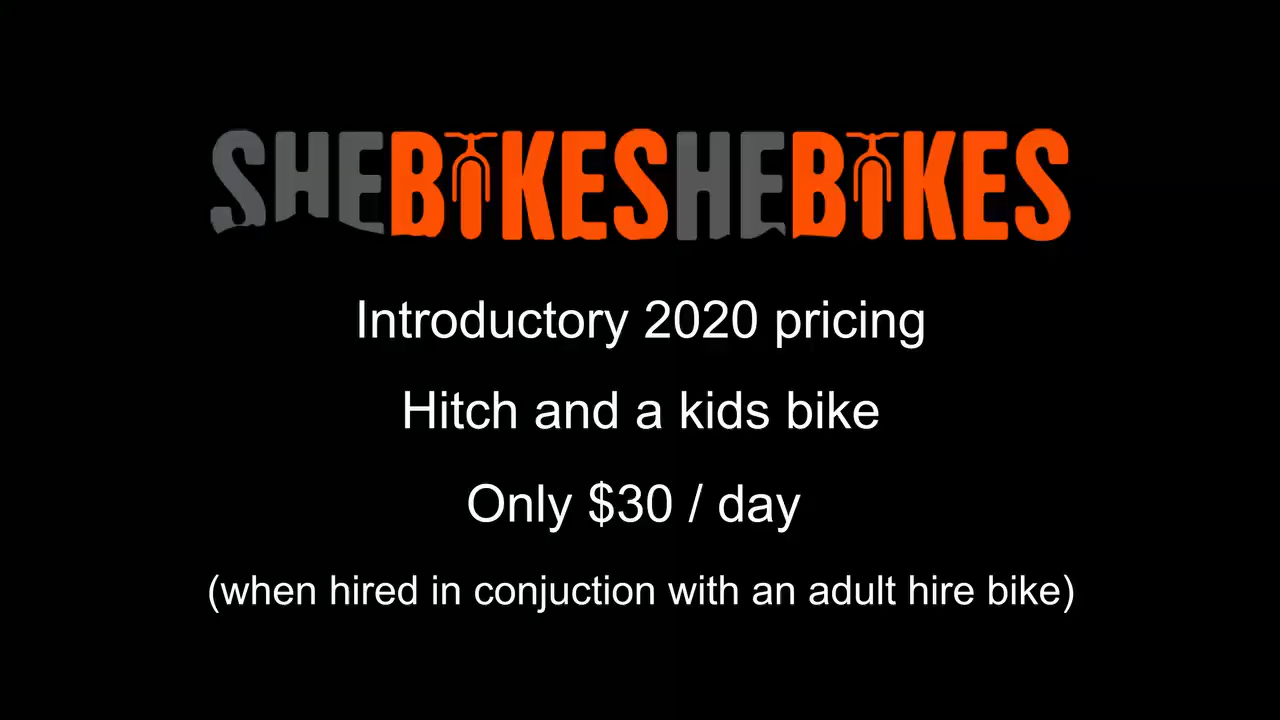 SHEBIKESHEBIKES
Introductory 2020 pricing
Hitch and a kids bike
Only $30 / day
(when hired in conjuction with an adult hire bike)